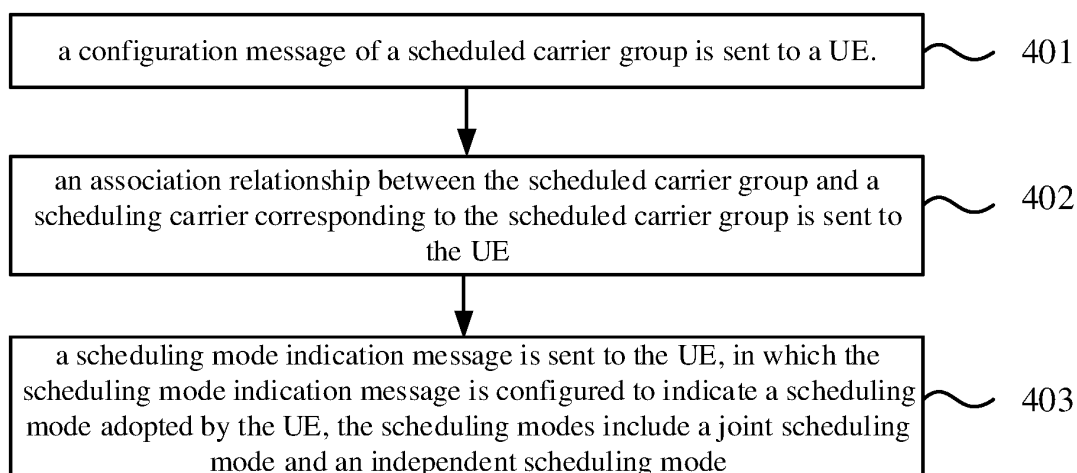 a configuration message of a scheduled carrier group is sent to a UE.
401
an association relationship between the scheduled carrier group and a
scheduling carrier corresponding to the scheduled carrier group is sent to
the UE
402
a scheduling mode indication message is sent to the UE, in which the
scheduling mode indication message is configured to indicate a scheduling
mode adopted by the UE, the scheduling modes include a joint scheduling
mode and an independent scheduling mode
403